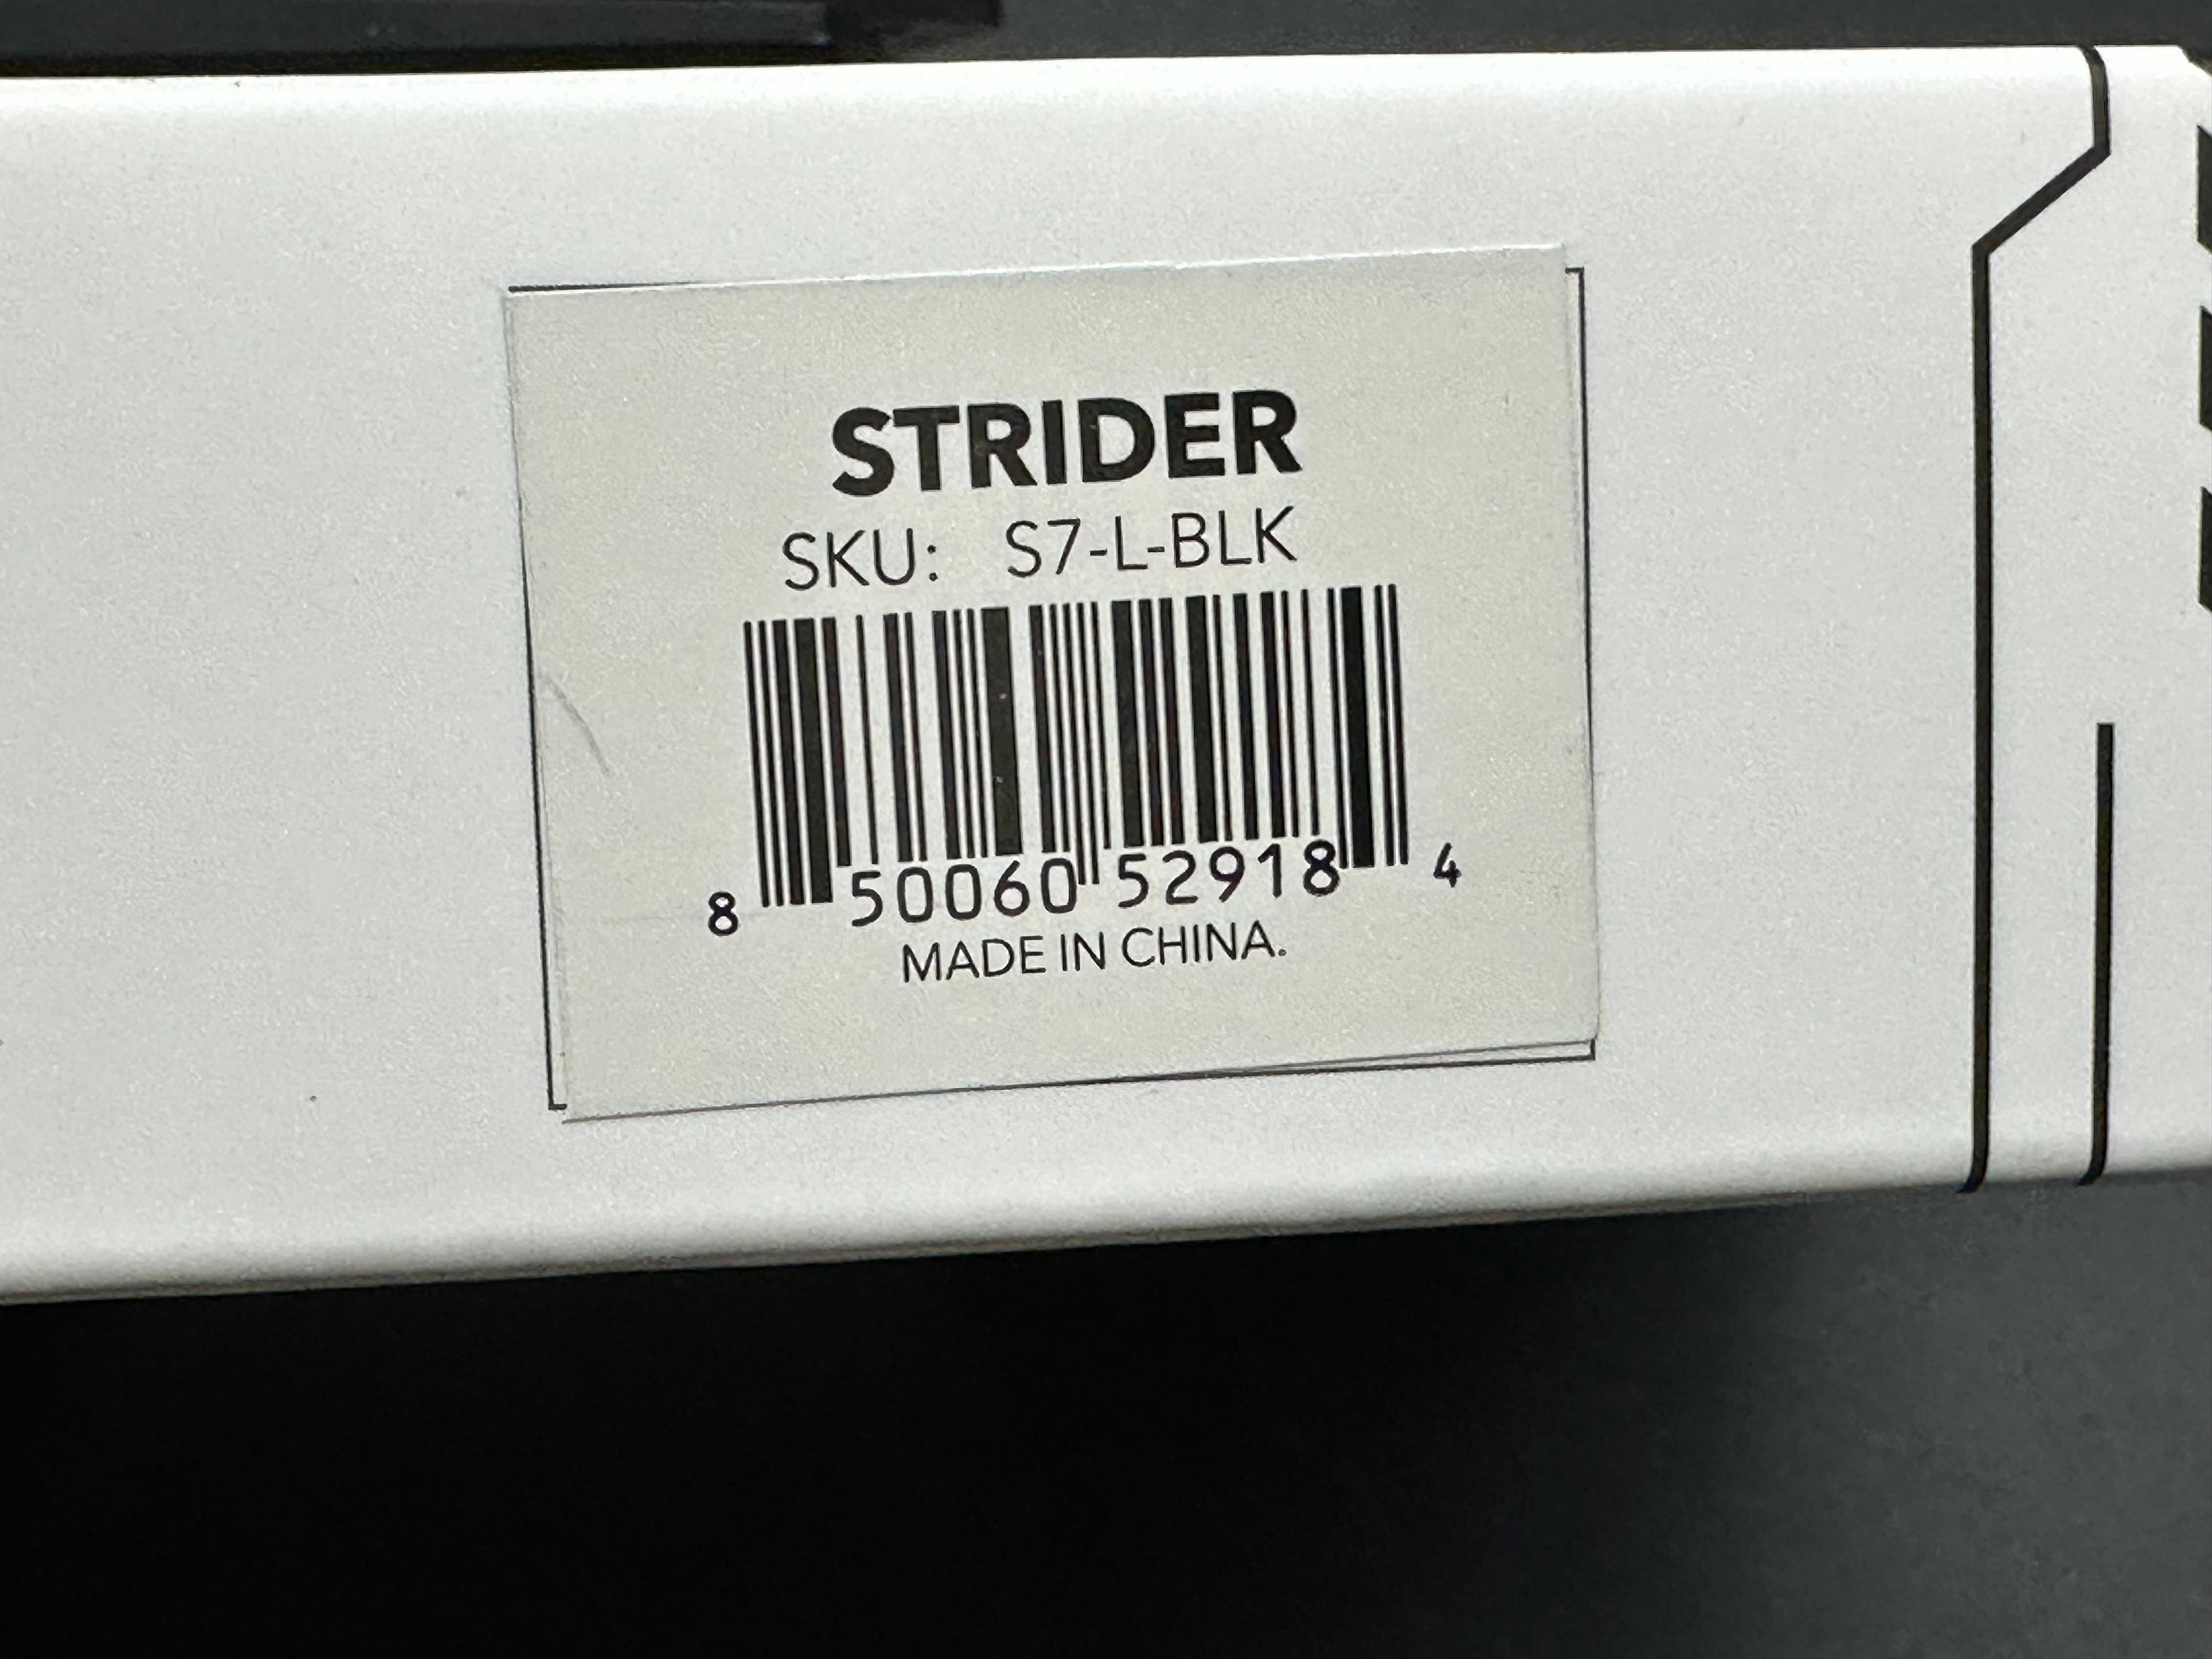 STRIDER
SKU: S7-L-BLK
8 50060 52918 4
MADE IN CHINA.